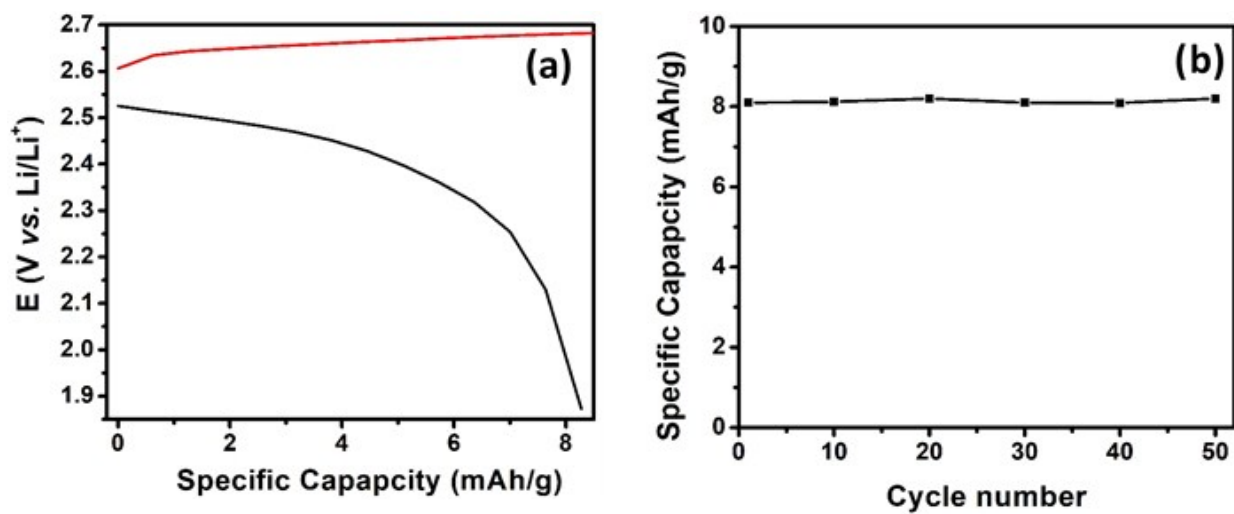 (a)
E (V vs. Li/Li+)
2.7
2.6
2.5
2.4
2.3
2.2
2.1
2.0
1.9
0 2 4 6 8
Specific Capapcity (mAh/g)
(b)
Specific Capapcity (mAh/g)
10
8
6
4
2
0
0 10 20 30 40 50
Cycle number